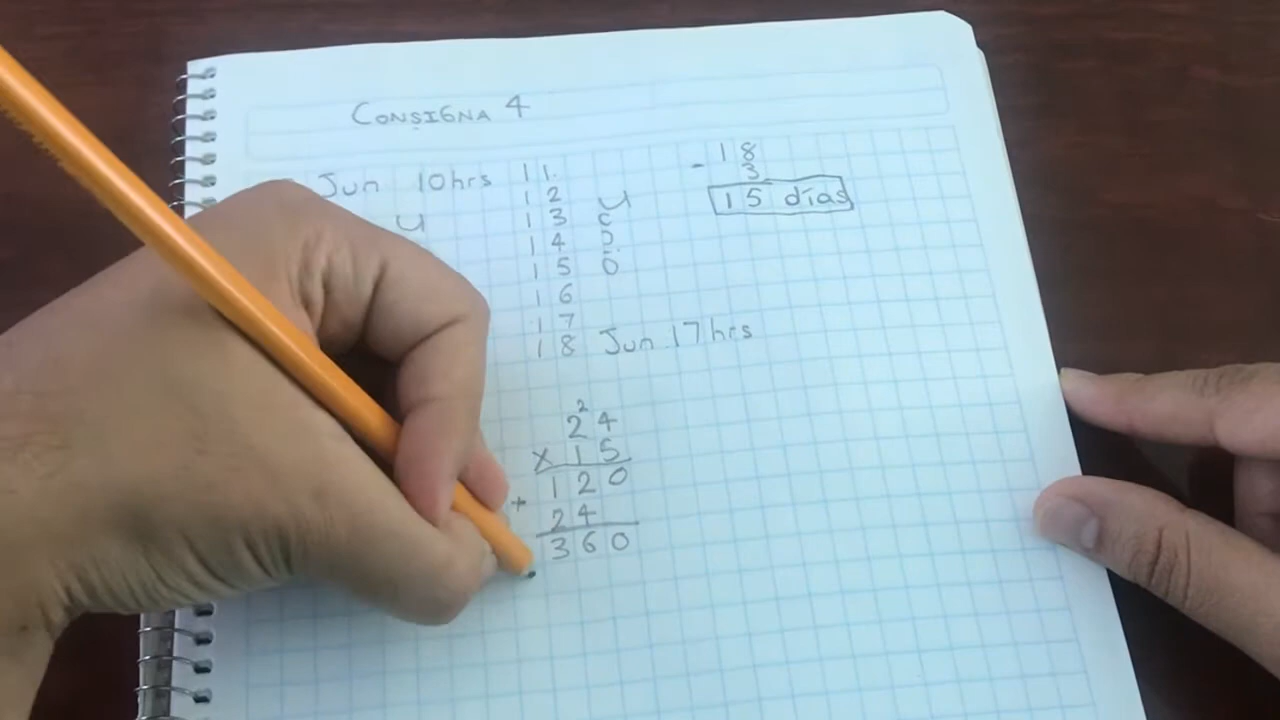 CONSIGNA 4
Jun 10hrs
11.
12
13
14
15
16
17
18 Jun 17hrs
- 18
3
15 días
2
24
x 15
120
+ 24
360